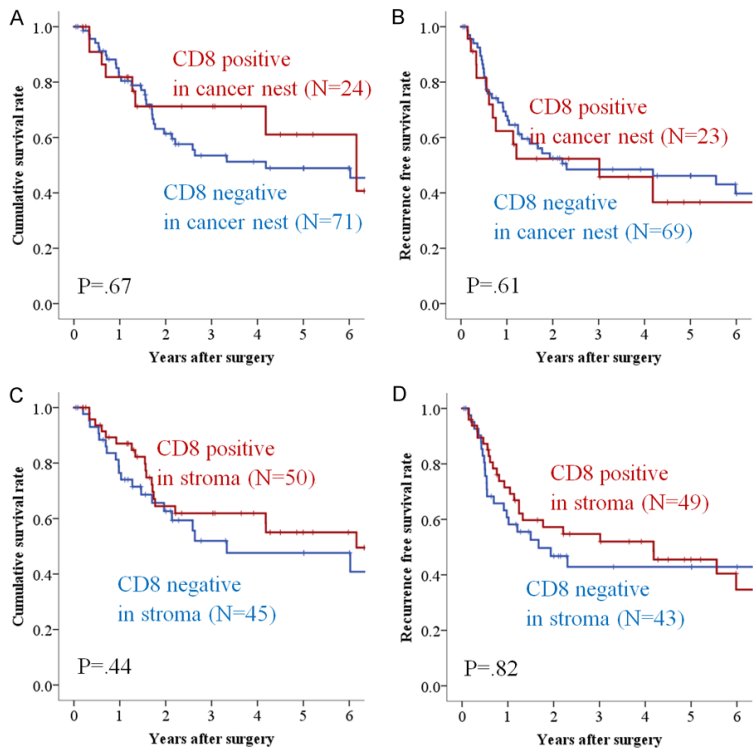 A
Cumulative survival rate
1.0
0.8
0.6
0.4
0.2
0.0
CD8 positive
in cancer nest (N=24)
CD8 negative
in cancer nest (N=71)
P=.67
0 1 2 3 4 5 6
Years after surgery
B
Recurrence free survival rate
1.0
0.8
0.6
0.4
0.2
0.0
CD8 positive
in cancer nest (N=23)
CD8 negative
in cancer nest (N=69)
P=.61
0 1 2 3 4 5 6
Years after surgery
C
Cumulative survival rate
1.0
0.8
0.6
0.4
0.2
0.0
CD8 positive
in stroma (N=50)
CD8 negative
in stroma (N=45)
P=.44
0 1 2 3 4 5 6
Years after surgery
D
Recurrence free survival rate
1.0
0.8
0.6
0.4
0.2
0.0
CD8 positive
in stroma (N=49)
CD8 negative
in stroma (N=43)
P=.82
0 1 2 3 4 5 6
Years after surgery